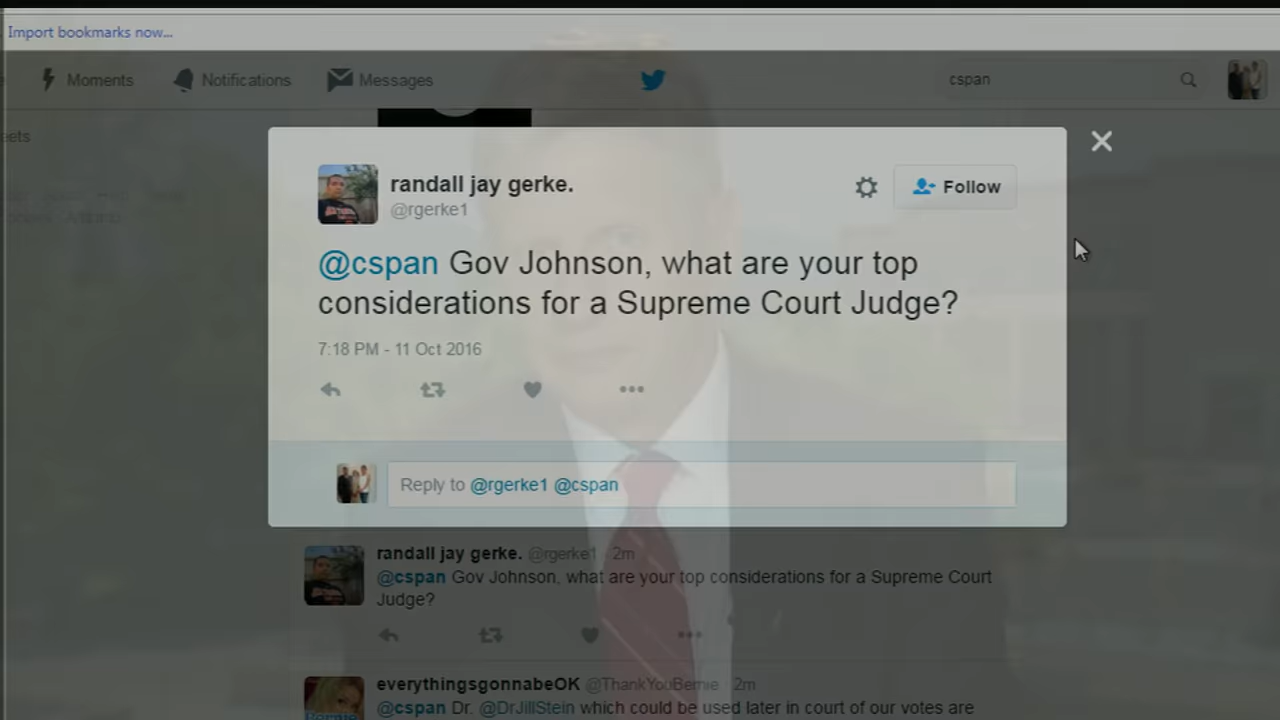 Import bookmarks now...
Moments Notifications Messages cspan
eets
randall jay gerke.
@rgerke1
Follow
@cspan Gov Johnson, what are your top
considerations for a Supreme Court Judge?
7:18 PM - 11 Oct 2016
Reply to @rgerke1 @cspan
randall jay gerke. @rgerke1 2m
@cspan Gov Johnson, what are your top considerations for a Supreme Court
Judge?
everythingsgonnabeOK @ThankYouBernie 2m
@cspan Dr. @DrJillStein which could be used later in court of our votes are